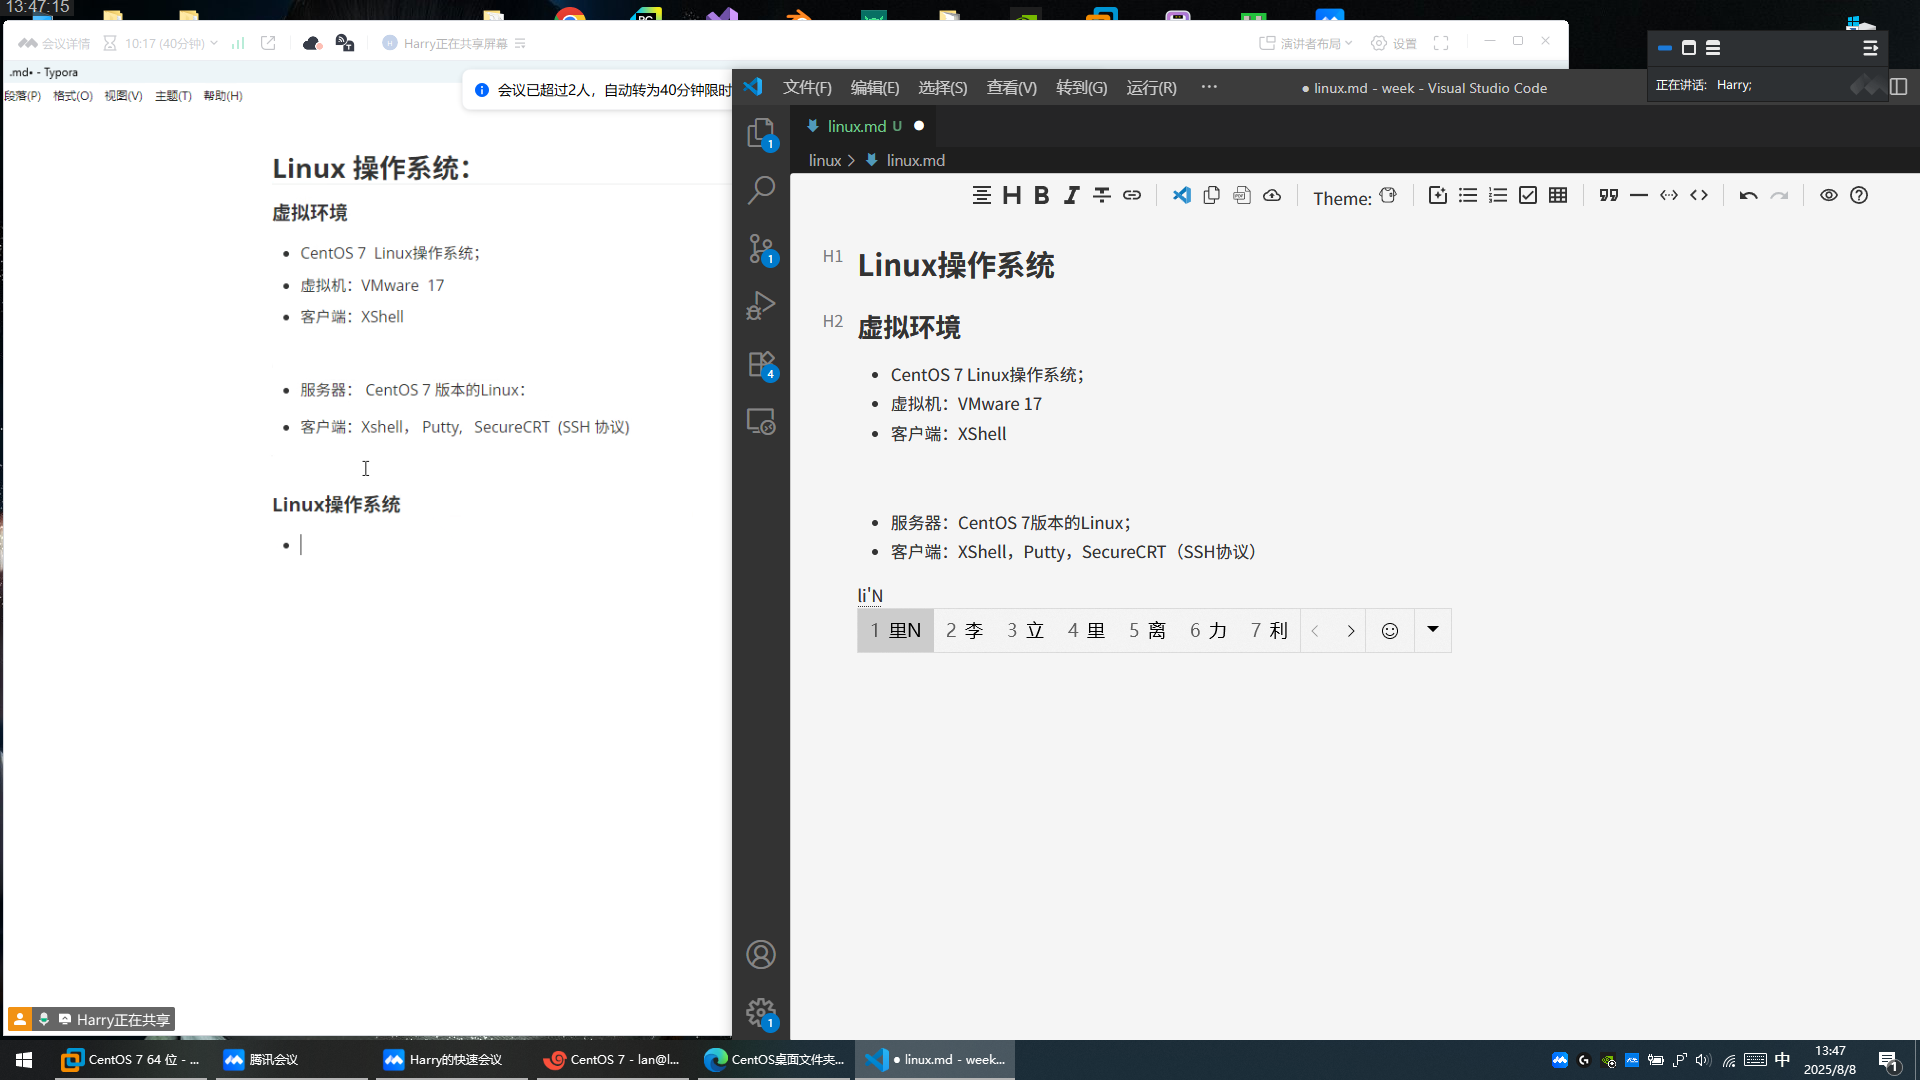 13:47:15
会议详情
10:17 (40分钟)
Harry正在共享屏幕
演讲者布局
设置
.md• - Typora
段落(P) 格式(O) 视图(V) 主题(T) 帮助(H)
会议已超过2人，自动转为40分钟限时
Linux 操作系统：
虚拟环境
• CentOS 7 Linux操作系统；
• 虚拟机：VMware 17
• 客户端：XShell
• 服务器： CentOS 7 版本的Linux：
• 客户端：Xshell， Putty， SecureCRT (SSH 协议)
Linux操作系统
•
Harry正在共享
文件(F) 编辑(E) 选择(S) 查看(V) 转到(G) 运行(R) ···
● linux.md - week - Visual Studio Code
正在讲话： Harry;
linux.md U ●
linux > linux.md
Theme:
1
1
4
1
H1 Linux操作系统
H2 虚拟环境
• CentOS 7 Linux操作系统；
• 虚拟机：VMware 17
• 客户端：XShell
• 服务器：CentOS 7版本的Linux；
• 客户端：XShell，Putty，SecureCRT（SSH协议）
li'N
1 里N 2 李 3 立 4 里 5 离 6 力 7 利
CentOS 7 64 位 - ...
腾讯会议
Harry的快速会议
CentOS 7 - lan@l...
CentOS桌面文件夹...
● linux.md - week...
中
13:47
2025/8/8
1